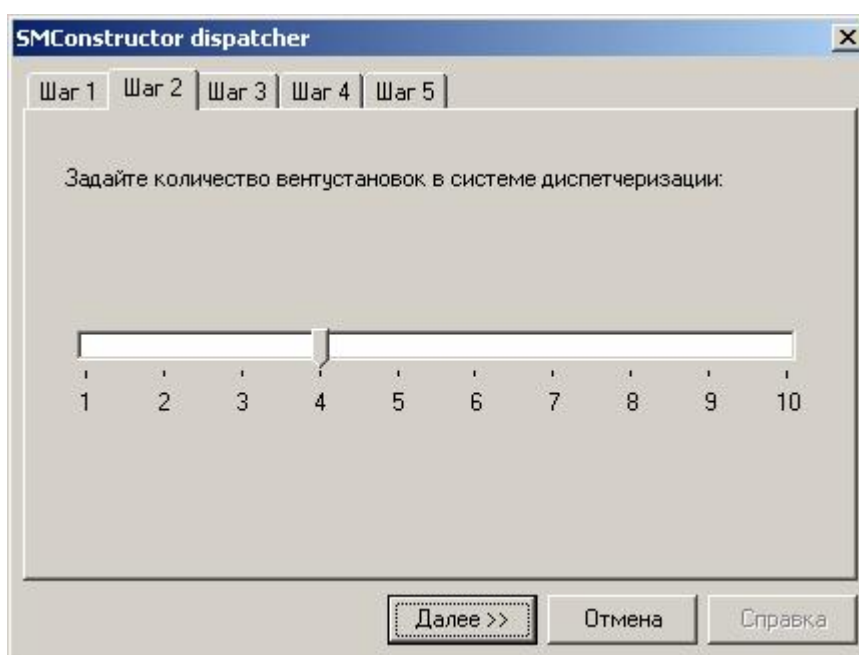 SMConstructor dispatcher
Шаг 1 Шаг 2 Шаг 3 Шаг 4 Шаг 5
Задайте количество вентустановок в системе диспетчеризации:
1 2 3 4 5 6 7 8 9 10
Далее >> Отмена Справка